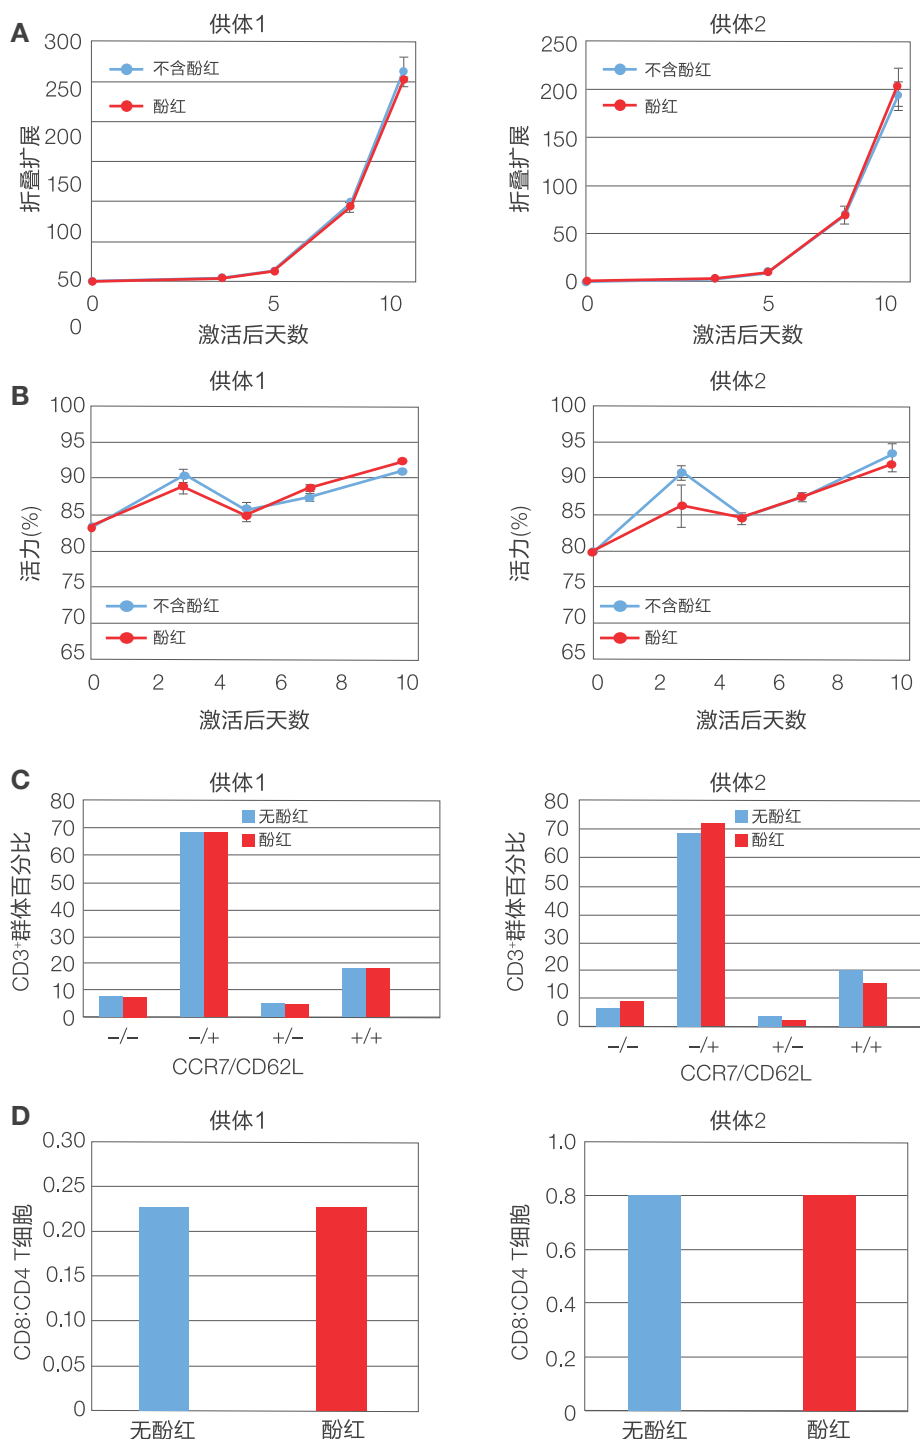 A
供体1
300
250
200
150
100
50
0
折叠扩展
不含酚红
酚红
0
5
10
激活后天数
供体2
250
200
150
100
50
0
折叠扩展
不含酚红
酚红
0
5
10
激活后天数
B
供体1
100
95
90
85
80
75
70
65
活力(%)
不含酚红
酚红
0 2 4 6 8 10
激活后天数
供体2
100
95
90
85
80
75
70
65
活力(%)
不含酚红
酚红
0 2 4 6 8 10
激活后天数
C
供体1
80
70
60
50
40
30
20
10
0
CD3⁺群体百分比
无酚红
酚红
−/− −/+ +/− +/+
CCR7/CD62L
供体2
80
70
60
50
40
30
20
10
0
CD3⁺群体百分比
无酚红
酚红
−/− −/+ +/− +/+
CCR7/CD62L
D
供体1
0.30
0.25
0.20
0.15
0.10
0.05
0
CD8:CD4 T细胞
无酚红 酚红
供体2
1.0
0.8
0.6
0.4
0.2
0
CD8:CD4 T细胞
无酚红 酚红